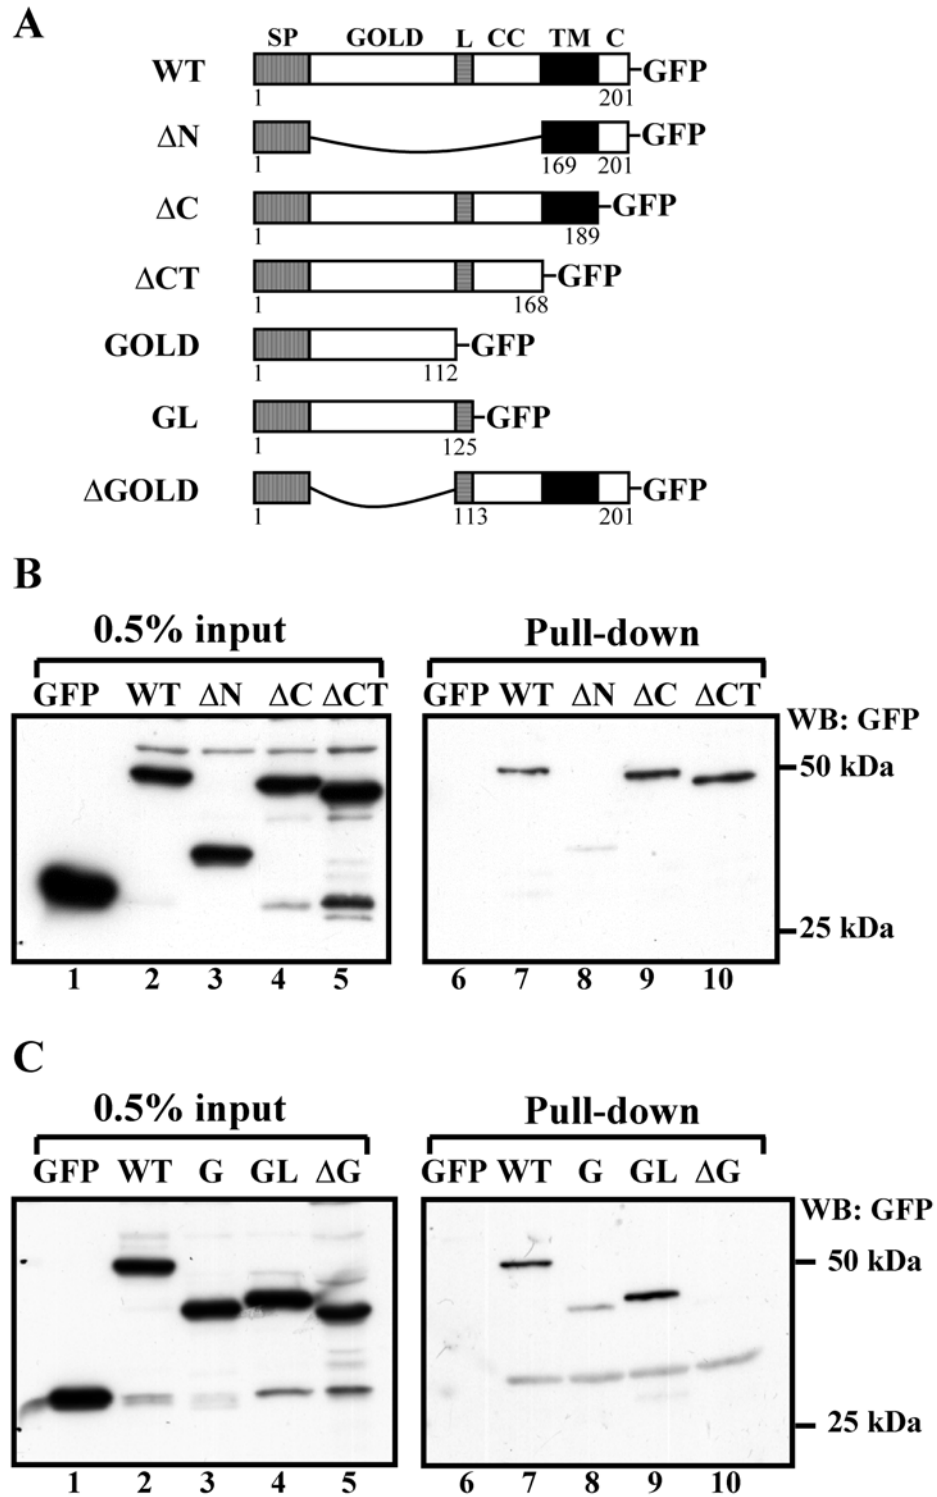 A
SP GOLD L CC TM C
WT GFP
1 201
ΔN GFP
1 169 201
ΔC GFP
1 189
ΔCT GFP
1 168
GOLD GFP
1 112
GL GFP
1 125
ΔGOLD GFP
1 113 201
B
0.5% input Pull-down
GFP WT ΔN ΔC ΔCT GFP WT ΔN ΔC ΔCT
WB: GFP
50 kDa
25 kDa
1 2 3 4 5 6 7 8 9 10
C
0.5% input Pull-down
GFP WT G GL ΔG GFP WT G GL ΔG
WB: GFP
50 kDa
25 kDa
1 2 3 4 5 6 7 8 9 10